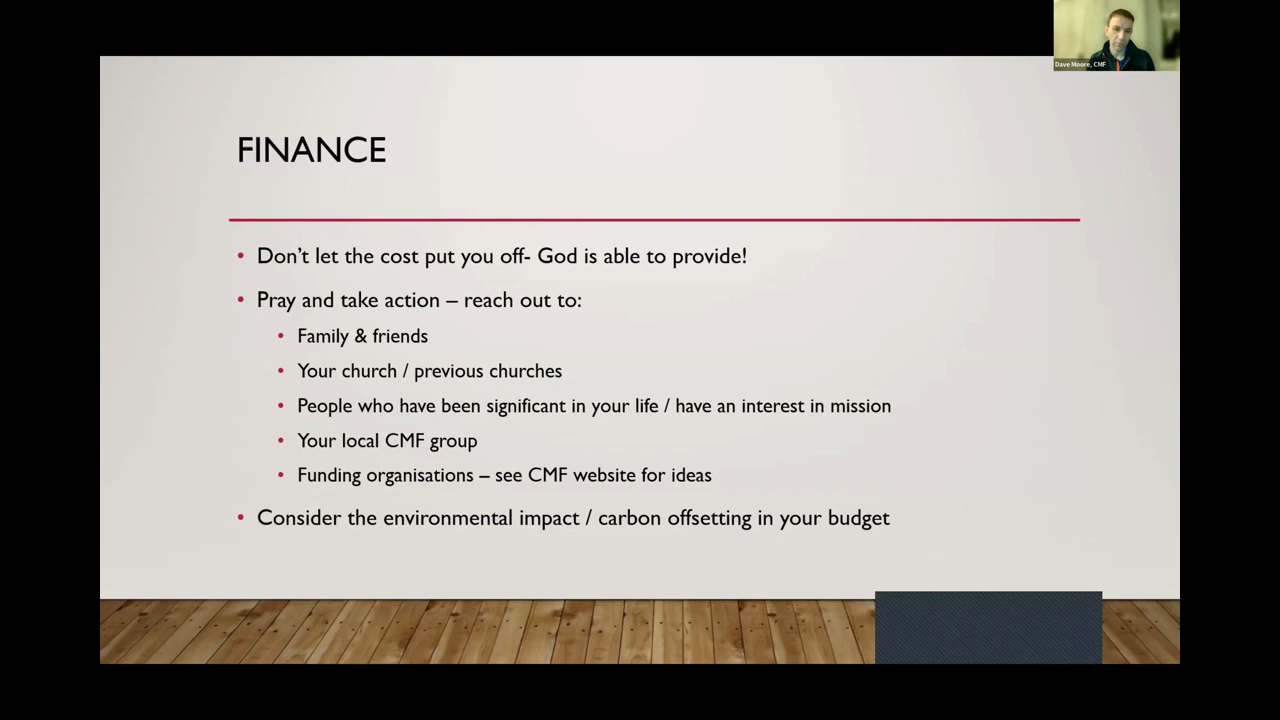 Dave Moore, CMF
FINANCE
• Don't let the cost put you off- God is able to provide!
• Pray and take action – reach out to:
• Family & friends
• Your church / previous churches
• People who have been significant in your life / have an interest in mission
• Your local CMF group
• Funding organisations – see CMF website for ideas
• Consider the environmental impact / carbon offsetting in your budget